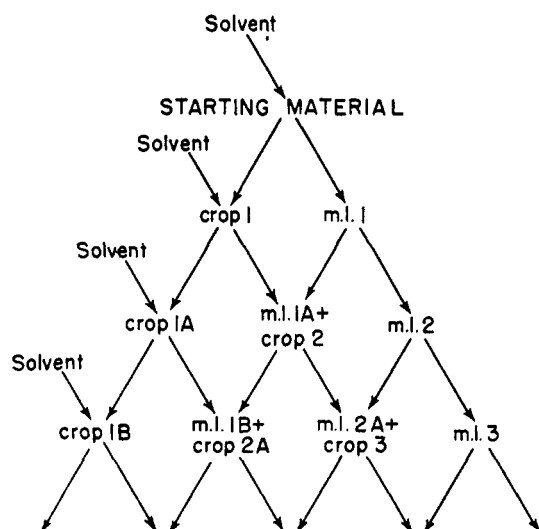 Solvent
STARTING MATERIAL
Solvent
crop 1
m.l. 1
Solvent
crop 1A
m.l. 1A+
crop 2
m.l. 2
Solvent
crop 1B
m.l. 1B+
crop 2A
m.l. 2A+
crop 3
m.l. 3